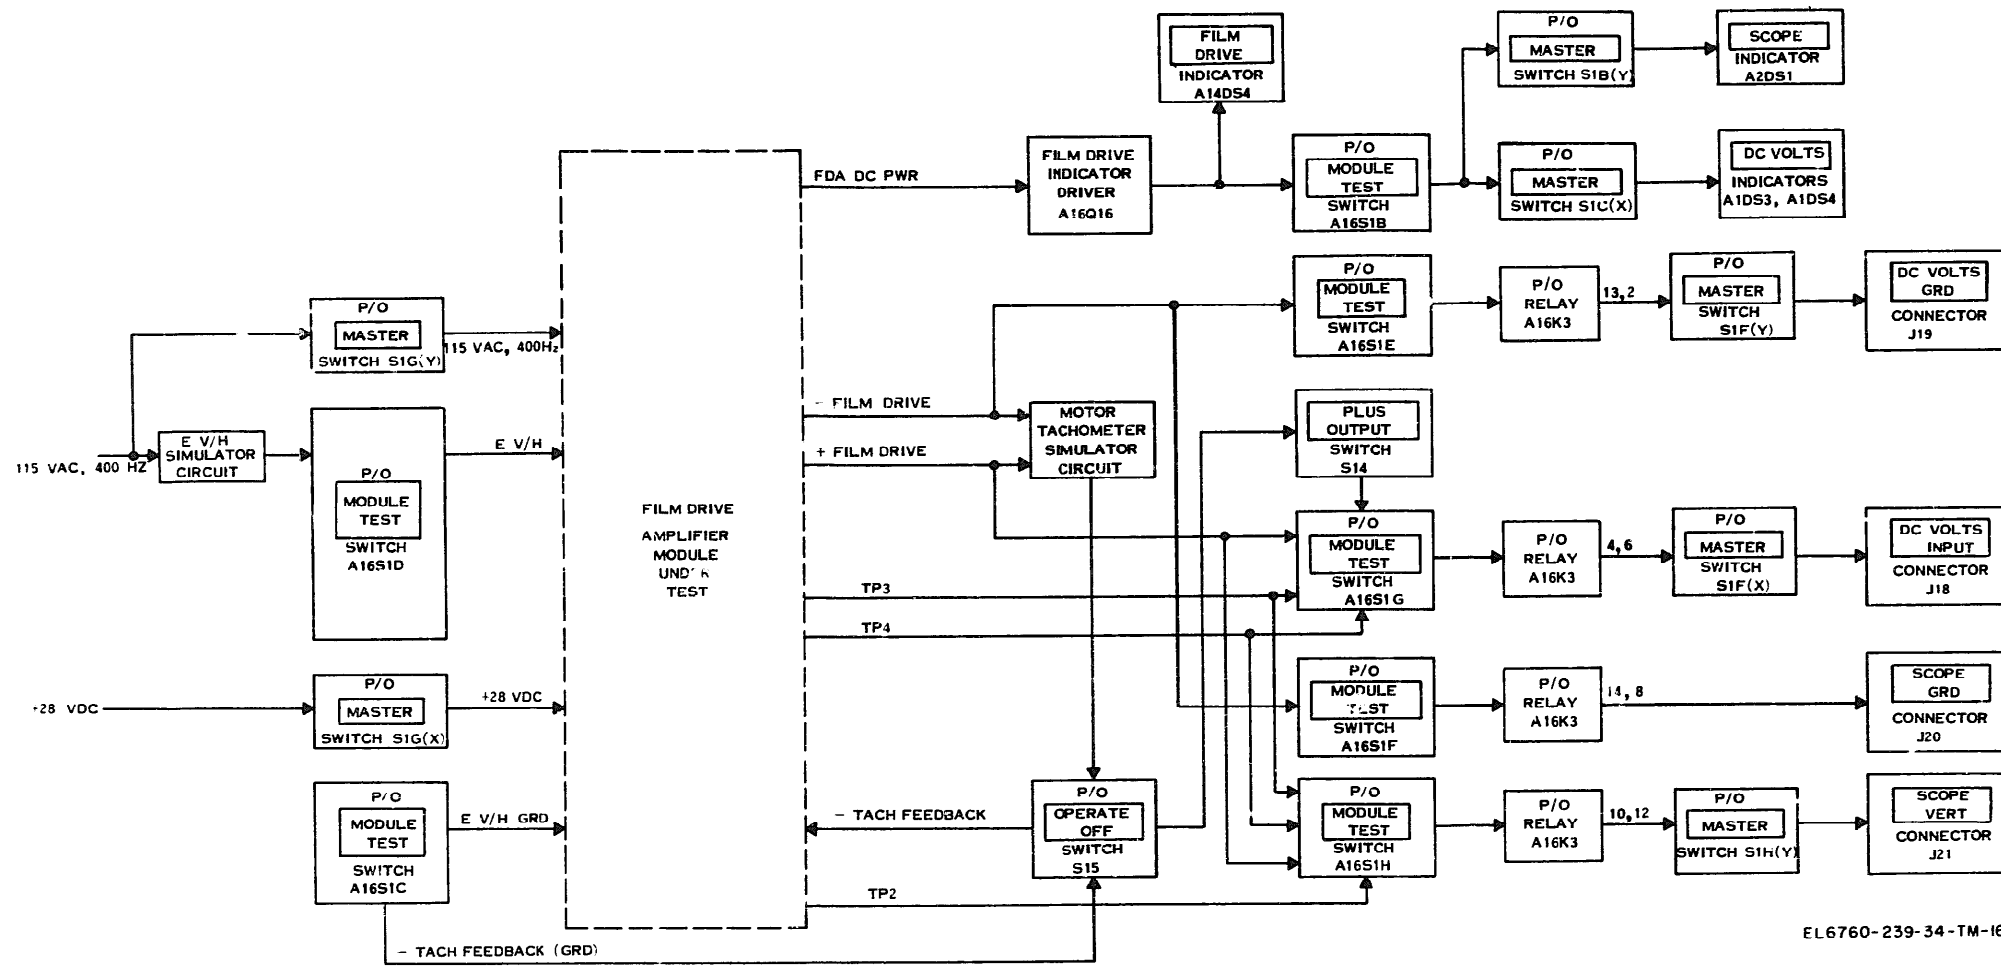 FILM
DRIVE
INDICATOR
A14DS4
P/O
MASTER
SWITCH S1B(Y)
SCOPE
INDICATOR
A2DS1
FDA DC PWR
FILM DRIVE
INDICATOR
DRIVER
A16Q16
P/O
MODULE
TEST
SWITCH
A16S1B
P/O
MASTER
SWITCH S1C(X)
DC VOLTS
INDICATORS
A1DS3, A1DS4
P/O
MASTER
SWITCH S1G(Y)
115 VAC, 400Hz
P/O
MODULE
TEST
SWITCH
A16S1E
P/O
RELAY
A16K3
13,2
P/O
MASTER
SWITCH
S1F(Y)
DC VOLTS
GRD
CONNECTOR
J19
115 VAC, 400 HZ
E V/H
SIMULATOR
CIRCUIT
P/O
MODULE
TEST
SWITCH
A16S1D
E V/H
- FILM DRIVE
+ FILM DRIVE
MOTOR
TACHOMETER
SIMULATOR
CIRCUIT
PLUS
OUTPUT
SWITCH
S14
FILM DRIVE
AMPLIFIER
MODULE
TEST
TP3
TP4
P/O
MODULE
TEST
SWITCH
A16S1G
P/O
RELAY
A16K3
4,6
P/O
MASTER
SWITCH
S1F(X)
DC VOLTS
INPUT
CONNECTOR
J18
+28 VDC
P/O
MASTER
SWITCH S1G(X)
+28 VDC
P/O
MODULE
TEST
SWITCH
A16S1F
P/O
RELAY
A16K3
14, 8
SCOPE
GRD
CONNECTOR
J20
P/O
MODULE
TEST
SWITCH
A16S1C
E V/H GRD
- TACH FEEDBACK
P/O
OPERATE
OFF
SWITCH
S15
P/O
MODULE
TEST
SWITCH
A16S1H
P/O
RELAY
A16K3
10,12
P/O
MASTER
SWITCH S1H(Y)
SCOPE
VERT
CONNECTOR
J21
TP2
- TACH FEEDBACK (GRD)
EL6760-239-34-TM-16